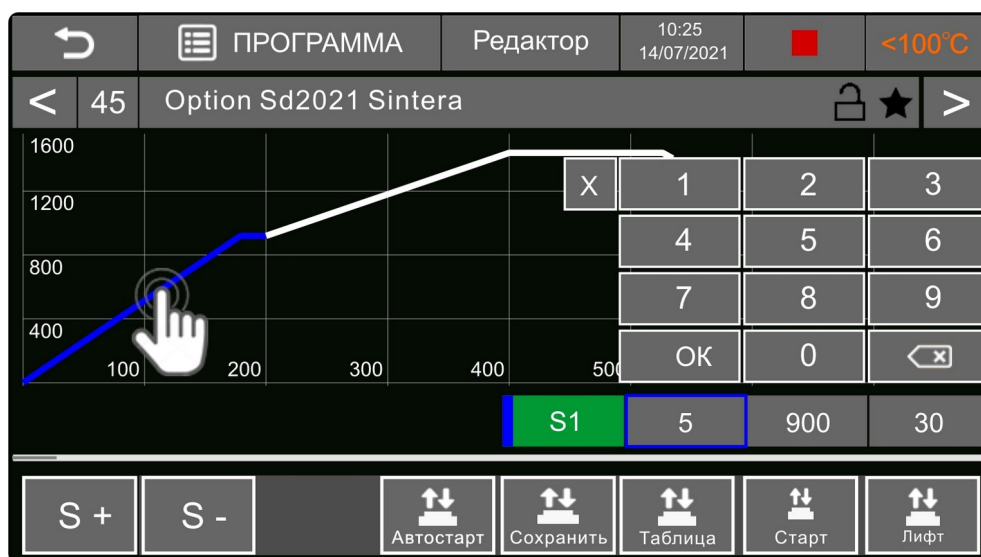 ПРОГРАММА Редактор 10:25 <100°C
14/07/2021
< 45 Option Sd2021 Sintera >
1600
1200
800
400
100 200 300 400 500
X 1 2 3
4 5 6
7 8 9
ОК 0
S1 5 900 30
S + S - Автостарт Сохранить Таблица Старт Лифт